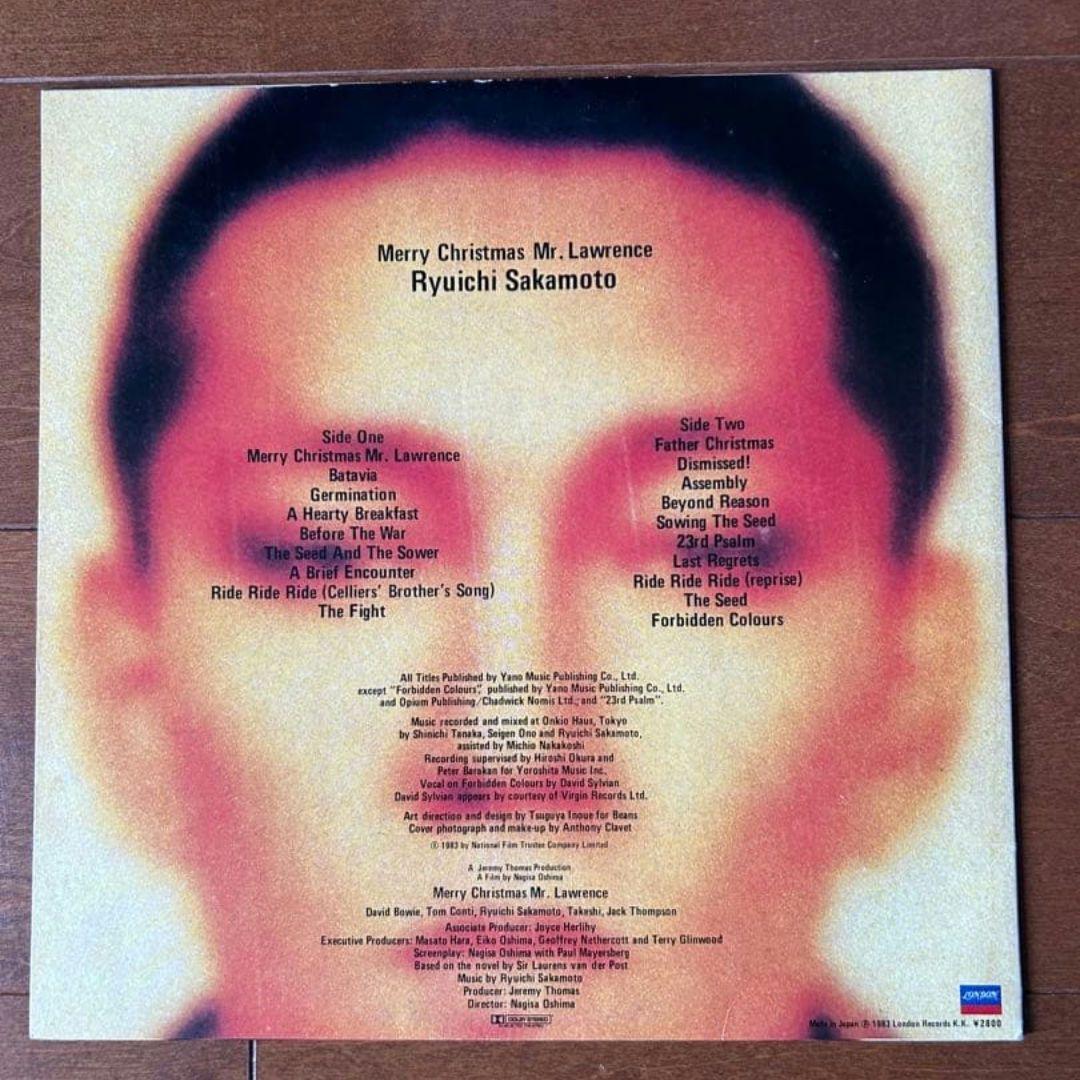 Merry Christmas Mr. Lawrence
Ryuichi Sakamoto
Side One
Merry Christmas Mr. Lawrence
Batavia
Germination
A Hearty Breakfast
Before The War
The Seed And The Sower
A Brief Encounter
Ride Ride Ride (Celliers' Brother's Song)
The Fight
Side Two
Father Christmas
Dismissed!
Assembly
Beyond Reason
Sowing The Seed
23rd Psalm
Last Regrets
Ride Ride Ride (reprise)
The Seed
Forbidden Colours
All Titles Published by Yano Music Publishing Co., Ltd.
except "Forbidden Colours", published by Yano Music Publishing Co., Ltd.
and Opium Publishing/Chadwick Nomis Ltd., and "23rd Psalm".
Music recorded and mixed at Onkio Haus, Tokyo
by Shinichi Tanaka, Seigen Ono and Ryuichi Sakamoto,
assisted by Michio Nakakoshi
Recording supervised by Hiroshi Okura and
Peter Barakan for Yoroshita Music Inc.
Vocal on Forbidden Colours by David Sylvian
David Sylvian appears by courtesy of Virgin Records Ltd.
Art direction and design by Tsuguya Inoue for Beans
Cover photograph and make-up by Anthony Clavet
Ⓟ 1983 by National Film Trustee Company Limited
A Jeremy Thomas Production
A Film by Nagisa Oshima
Merry Christmas Mr. Lawrence
David Bowie, Tom Conti, Ryuichi Sakamoto, Takeshi, Jack Thompson
Associate Producer: Joyce Herlihy
Executive Producers: Masato Hara, Eiko Oshima, Geoffrey Nethercott and Terry Glinwood
Screenplay: Nagisa Oshima with Paul Mayersberg
Based on the novel by Sir Laurens van der Post
Music by Ryuichi Sakamoto
Producer: Jeremy Thomas
Director: Nagisa Oshima
DOLBY STEREO
LONDON
Made in Japan Ⓟ 1983 London Records K.K. ¥2800